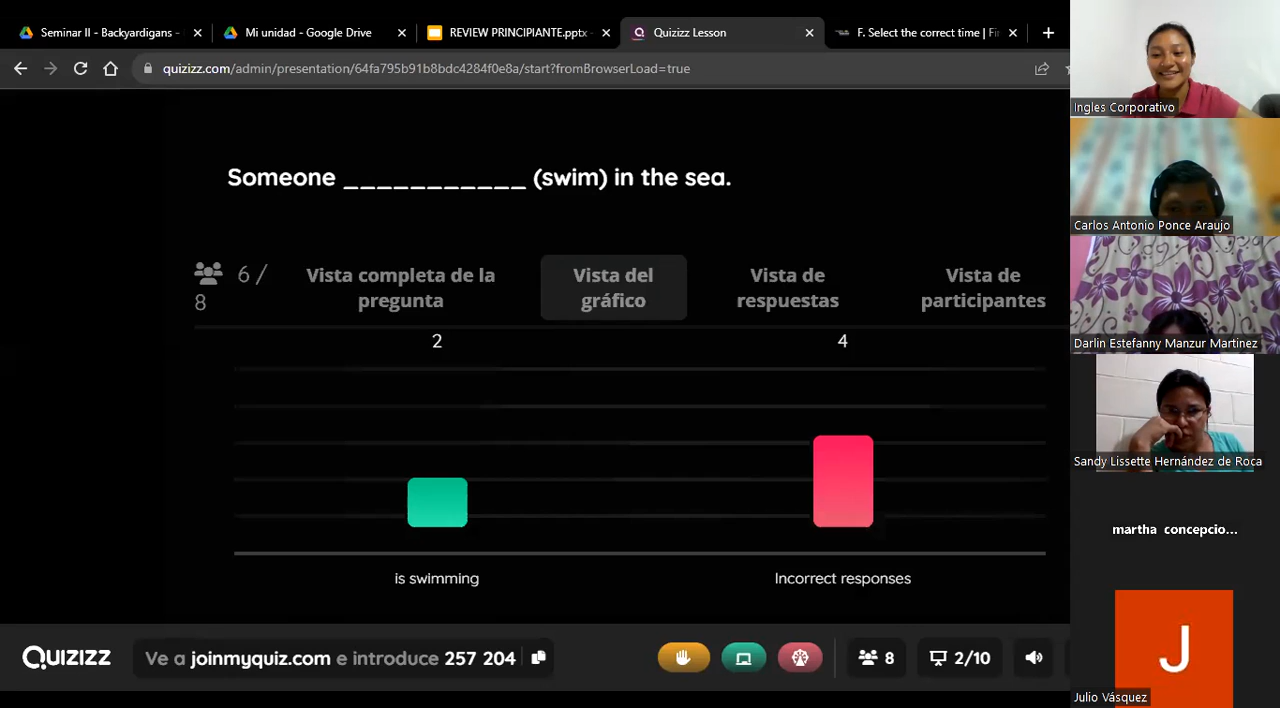 Seminar II - Backyardigans -
Mi unidad - Google Drive
REVIEW PRINCIPIANTE.pptx -
Quizizz Lesson
F. Select the correct time | Fi
quizizz.com/admin/presentation/64fa795b91b8bdc4284f0e8a/start?fromBrowserLoad=true
Someone ___________ (swim) in the sea.
6 /
8
Vista completa de la
pregunta
Vista del
gráfico
Vista de
respuestas
Vista de
participantes
2
4
is swimming
Incorrect responses
Quizizz
Ve a joinmyquiz.com e introduce 257 204
8
2/10
Ingles Corporativo
Carlos Antonio Ponce Araujo
Darlin Estefanny Manzur Martinez
Sandy Lissette Hernández de Roca
martha concepcio...
J
Julio Vásquez